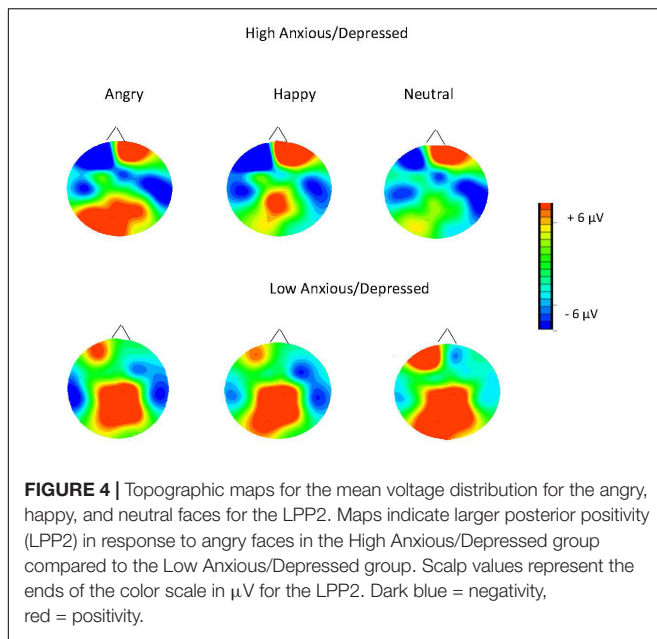 High Anxious/Depressed
Angry Happy Neutral
+ 6 µV
Low Anxious/Depressed
- 6 µV
FIGURE 4 | Topographic maps for the mean voltage distribution for the angry,
happy, and neutral faces for the LPP2. Maps indicate larger posterior positivity
(LPP2) in response to angry faces in the High Anxious/Depressed group
compared to the Low Anxious/Depressed group. Scalp values represent the
ends of the color scale in µV for the LPP2. Dark blue = negativity,
red = positivity.